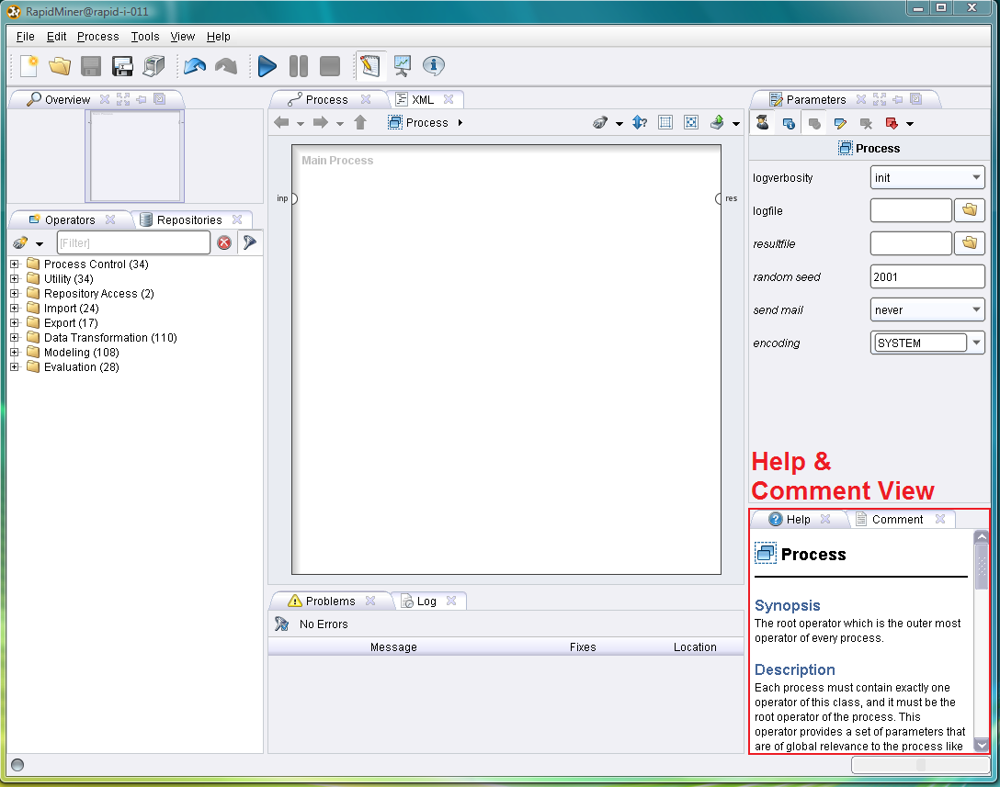 RapidMiner@rapid-i-011
File Edit Process Tools View Help
Overview
Operators Repositories
[Filter]
Process Control (34)
Utility (34)
Repository Access (2)
Import (24)
Export (17)
Data Transformation (110)
Modeling (108)
Evaluation (28)
Process XML
Process
Main Process
inp
res
Problems Log
No Errors
Message Fixes Location
Parameters
Process
logverbosity init
logfile
resultfile
random seed 2001
send mail never
encoding SYSTEM
Help &
Comment View
Help Comment
Process
Synopsis
The root operator which is the outer most
operator of every process.
Description
Each process must contain exactly one
operator of this class, and it must be the
root operator of the process. This
operator provides a set of parameters that
are of global relevance to the process like